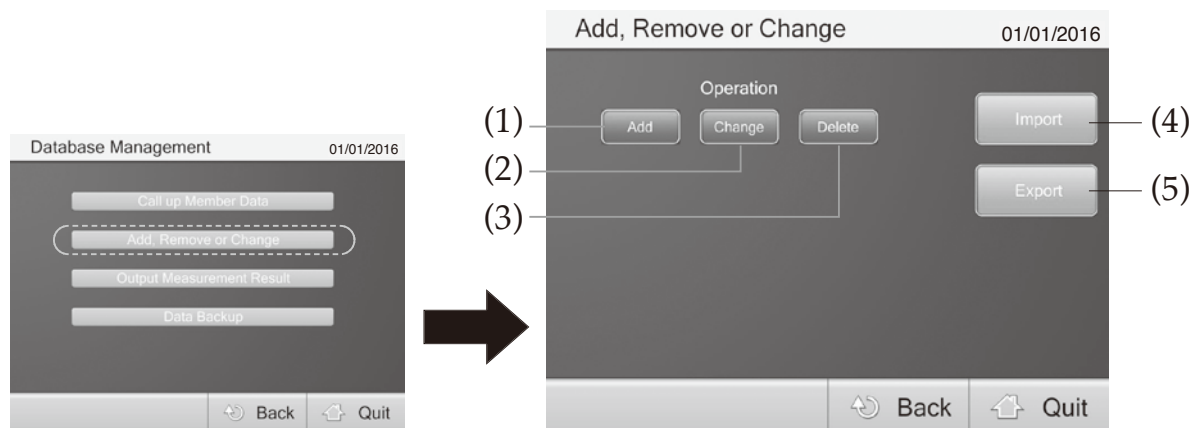 Database Management 01/01/2016
Call up Member Data
Add, Remove or Change
Output Measurement Result
Data Backup
Back Quit
Add, Remove or Change 01/01/2016
Operation
(1) Add Change Delete Import (4)
(2)
(3) Export (5)
Back Quit